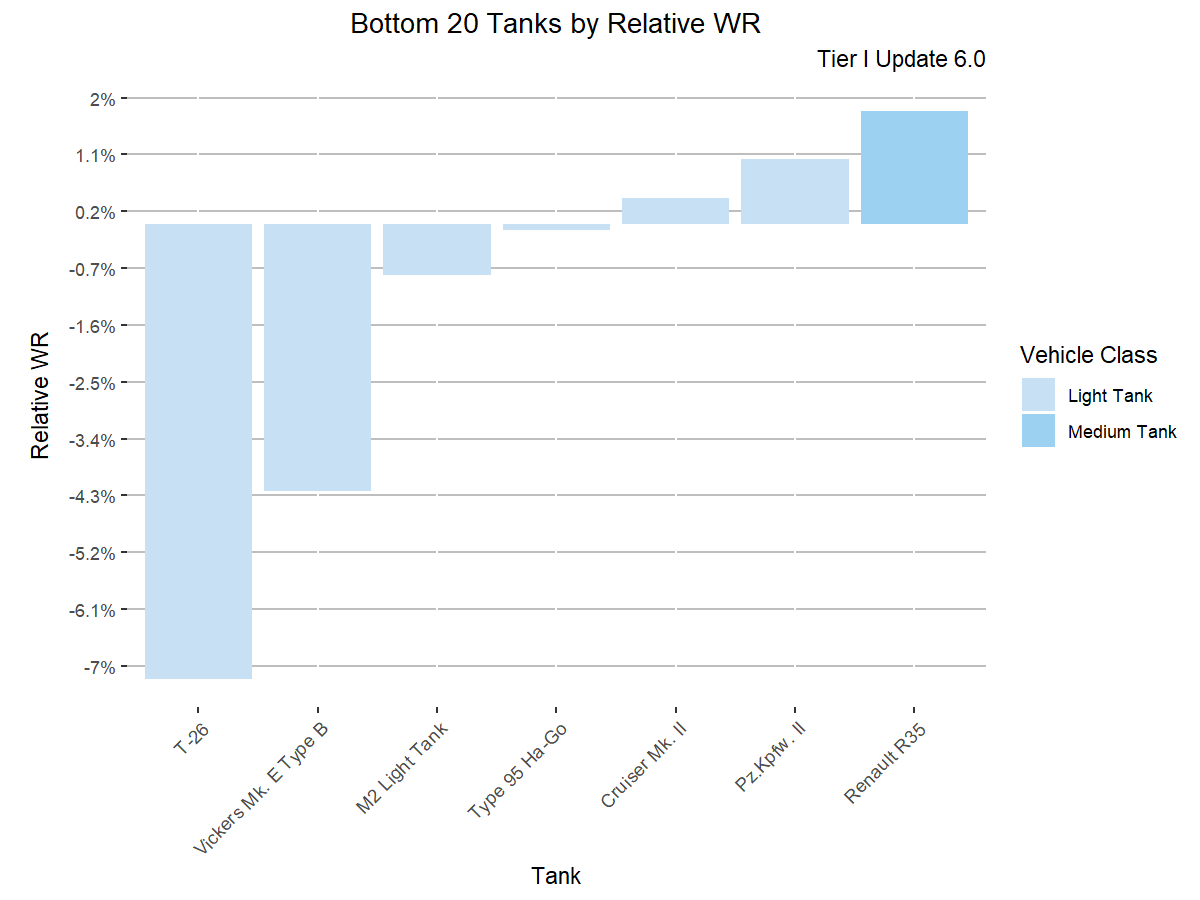 Bottom 20 Tanks by Relative WR
Tier I Update 6.0
2%
1.1%
0.2%
-0.7%
-1.6%
-2.5%
-3.4%
-4.3%
-5.2%
-6.1%
-7%
Relative WR
T-26
Vickers Mk. E Type B
M2 Light Tank
Type 95 Ha-Go
Cruiser Mk. II
Pz.Kpfw. II
Renault R35
Tank
Vehicle Class
Light Tank
Medium Tank